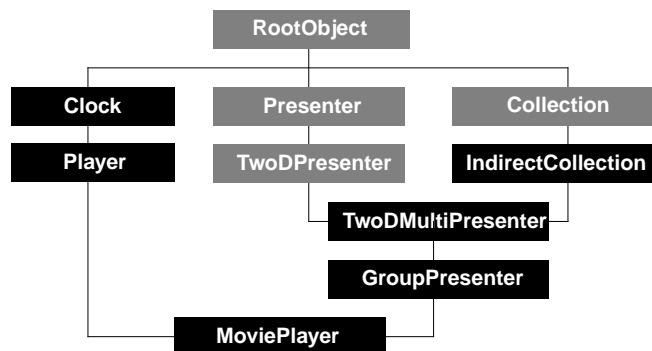 RootObject
Clock
Presenter
Collection
Player
TwoDPresenter
IndirectCollection
TwoDMultiPresenter
GroupPresenter
MoviePlayer